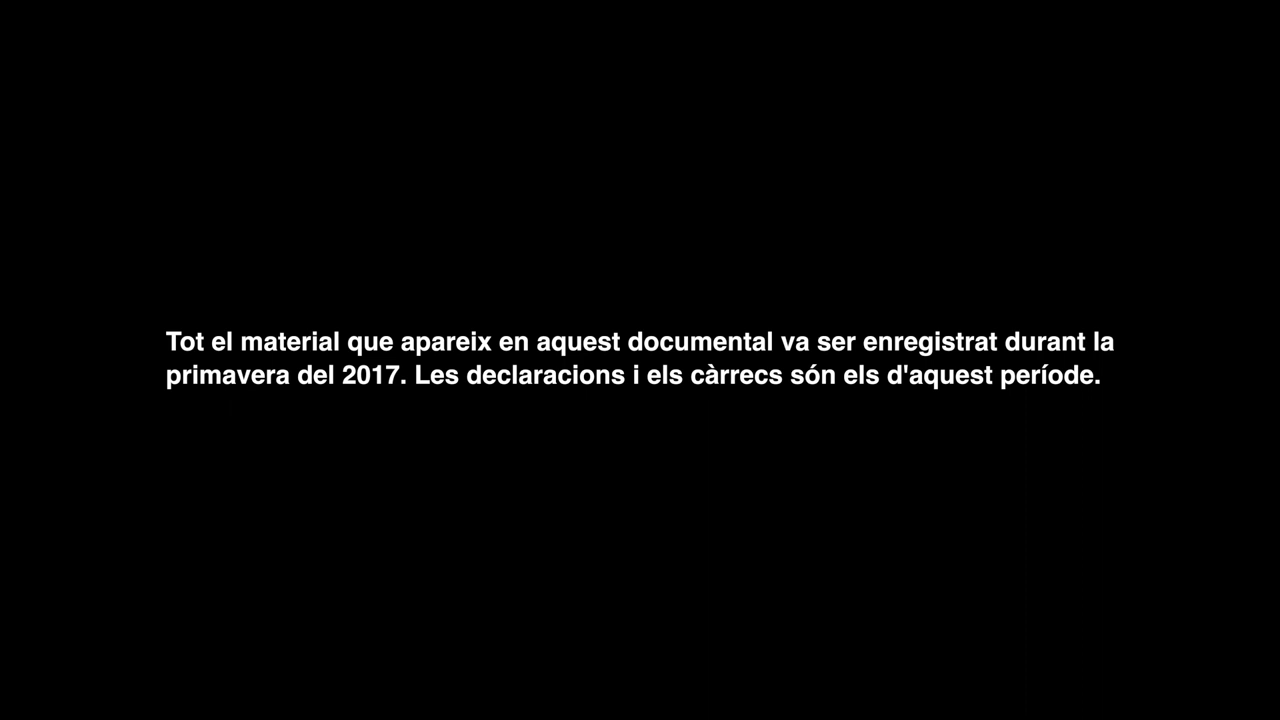 Tot el material que apareix en aquest documental va ser enregistrat durant la
primavera del 2017. Les declaracions i els càrrecs són els d'aquest període.